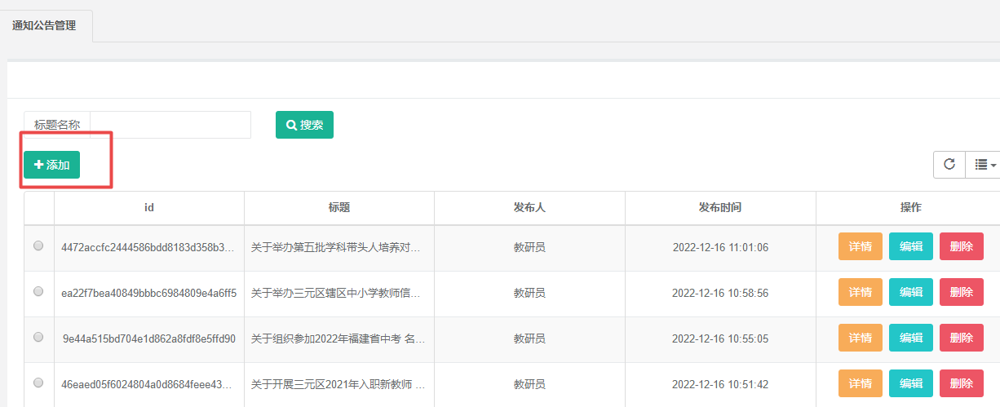 通知公告管理
标题名称 搜索
添加
id 标题 发布人 发布时间 操作
4472accfc2444586bdd8183d358b3... 关于举办第五批学科带头人培养对... 教研员 2022-12-16 11:01:06 详情 编辑 删除
ea22f7bea40849bbbc6984809e4a6ff5 关于举办三元区辖区中小学教师信... 教研员 2022-12-16 10:58:56 详情 编辑 删除
9e44a515bd704e1d862a8fdf8e5ffd90 关于组织参加2022年福建省中考 名... 教研员 2022-12-16 10:55:05 详情 编辑 删除
46eaed05f6024804a0d8684feee43... 关于开展三元区2021年入职新教师 ... 教研员 2022-12-16 10:51:42 详情 编辑 删除